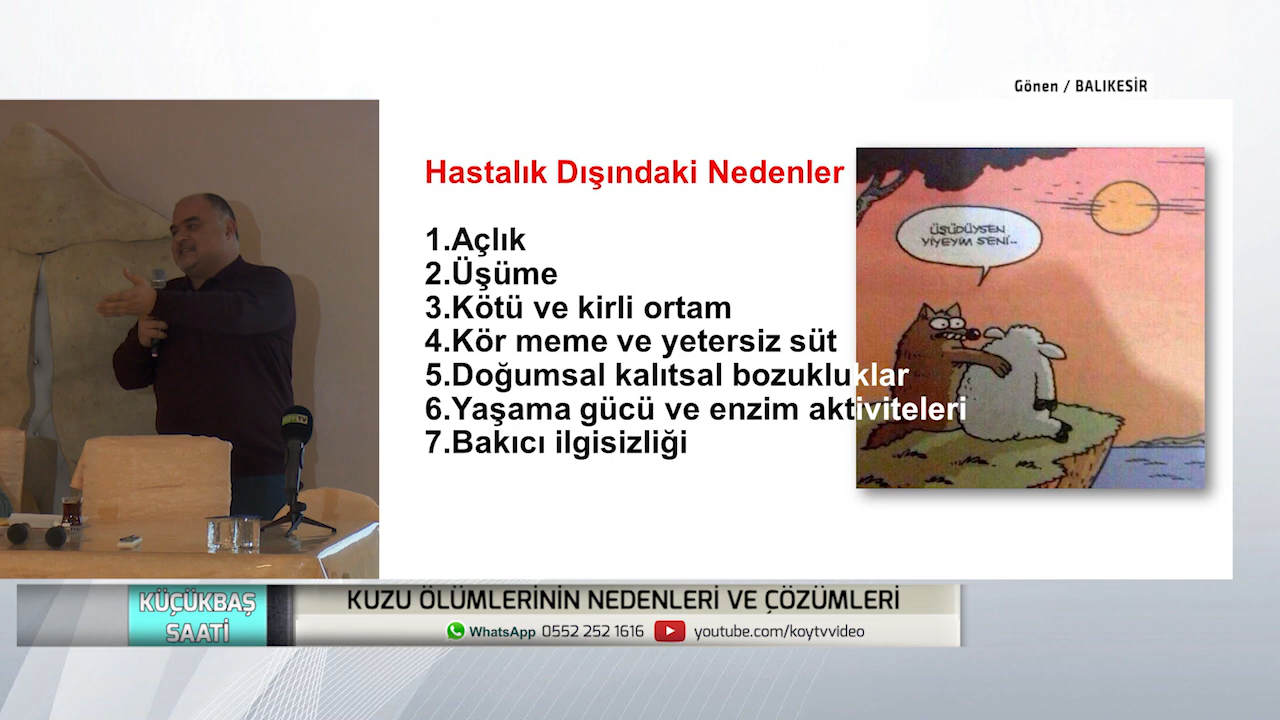 Gönen / BALIKESİR
Hastalık Dışındaki Nedenler
1.Açlık
2.Üşüme
3.Kötü ve kirli ortam
4.Kör meme ve yetersiz süt
5.Doğumsal kalıtsal bozukluklar
6.Yaşama gücü ve enzim aktiviteleri
7.Bakıcı ilgisizliği
ÜŞÜDÜYSEN
YİYEYİM SENİ..
KÜÇÜKBAŞ
SAATİ
KUZU ÖLÜMLERİNİN NEDENLERİ VE ÇÖZÜMLERİ
WhatsApp 0552 252 1616 youtube.com/koytvvideo